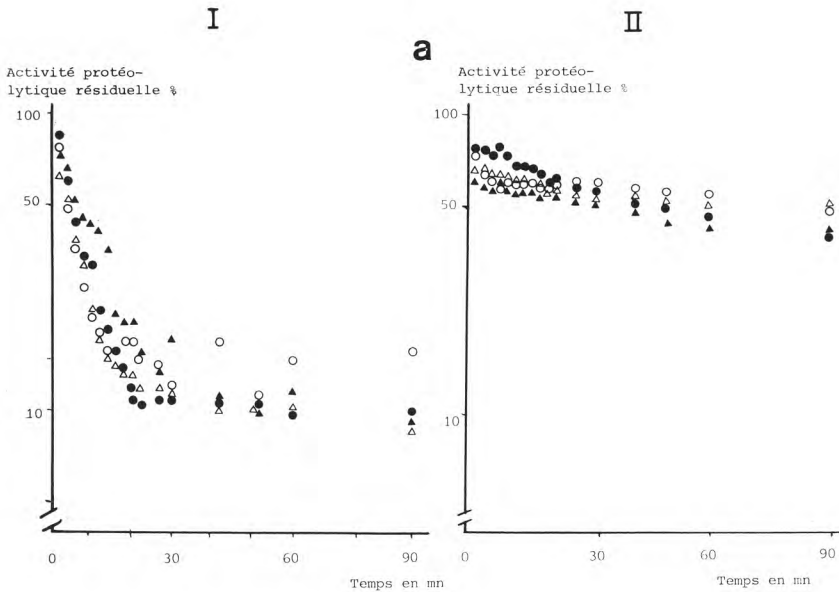 I
II
a
Activité protéo-
lytique résiduelle %
100
50
10
0
30
60
90
Temps en mn
Activité protéo-
lytique résiduelle %
100
50
10
0
30
60
90
Temps en mn